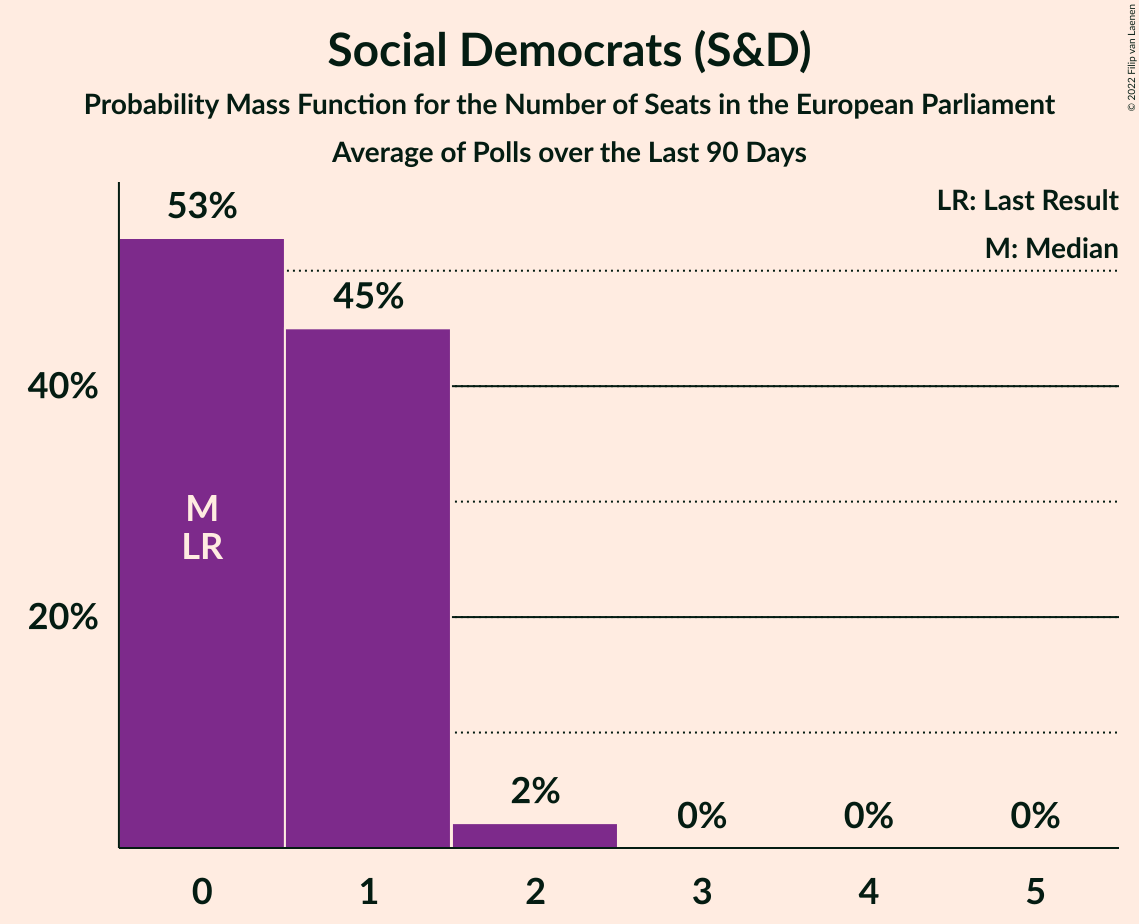 Social Democrats (S&D)
Probability Mass Function for the Number of Seats in the European Parliament
Average of Polls over the Last 90 Days
© 2022 Filip van Laenen
LR: Last Result
M: Median
53%
45%
40%
M
LR
20%
2%
0%
0%
0%
0
1
2
3
4
5